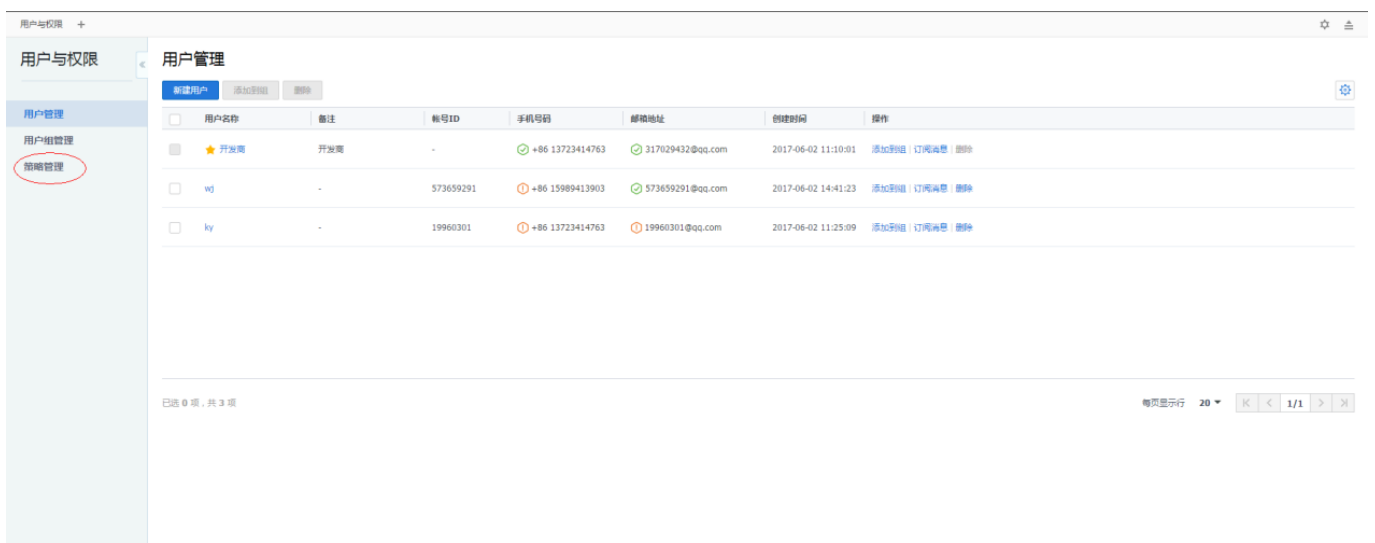 用户与权限 +
用户与权限
用户管理
用户组管理
策略管理
用户管理
新建用户 添加到组 删除
用户名称 备注 帐号ID 手机号码 邮箱地址 创建时间 操作
开发商 开发商 - +86 13723414763 317029432@qq.com 2017-06-02 11:10:01 添加到组 | 订阅消息 | 删除
wj - 573659291 +86 15989413903 573659291@qq.com 2017-06-02 14:41:23 添加到组 | 订阅消息 | 删除
ky - 19960301 +86 13723414763 19960301@qq.com 2017-06-02 11:25:09 添加到组 | 订阅消息 | 删除
已选 0 项，共 3 项
每页显示行 20 1/1